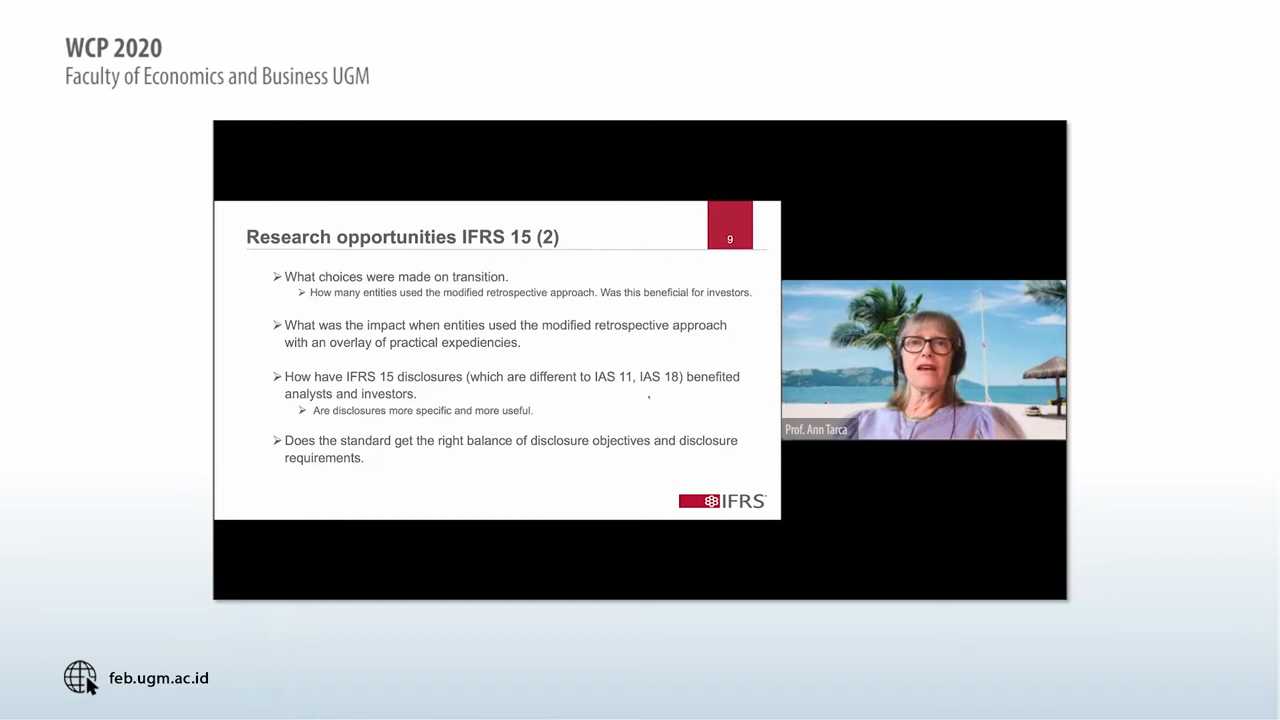 WCP 2020
Faculty of Economics and Business UGM
Research opportunities IFRS 15 (2)
9
What choices were made on transition.
How many entities used the modified retrospective approach. Was this beneficial for investors.
What was the impact when entities used the modified retrospective approach
with an overlay of practical expediencies.
How have IFRS 15 disclosures (which are different to IAS 11, IAS 18) benefited
analysts and investors.
Are disclosures more specific and more useful.
Does the standard get the right balance of disclosure objectives and disclosure
requirements.
IFRS
Prof. Ann Tarca
feb.ugm.ac.id